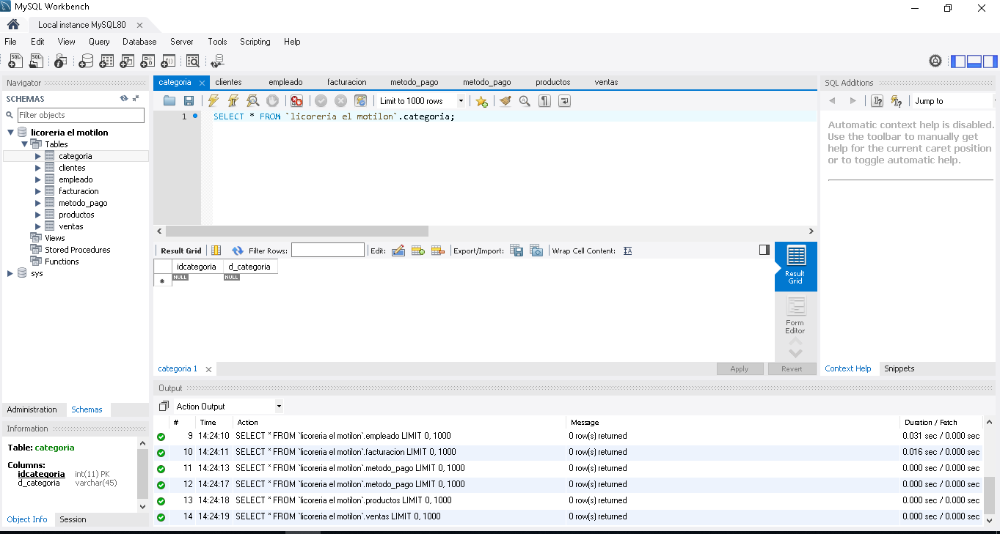 MySQL Workbench
Local instance MySQL80
File Edit View Query Database Server Tools Scripting Help
Navigator
SCHEMAS
Filter objects
licoreria el motilon
Tables
categoria
clientes
empleado
facturacion
metodo_pago
productos
ventas
Views
Stored Procedures
Functions
sys
Administration Schemas
Information
Table: categoria
Columns:
idcategoria int(11) PK
d_categoria varchar(45)
Object Info Session
categoria clientes empleado facturacion metodo_pago metodo_pago productos ventas
Limit to 1000 rows
1 SELECT * FROM `licoreria el motilon`.categoria;
Result Grid Filter Rows: Edit: Export/Import: Wrap Cell Content:
idcategoria d_categoria
* NULL NULL
Result
Grid
Form
Editor
categoria 1 Apply Revert
SQL Additions
Jump to
Automatic context help is disabled.
Use the toolbar to manually get
help for the current caret position
or to toggle automatic help.
Context Help Snippets
Output
Action Output
# Time Action Message Duration / Fetch
9 14:24:10 SELECT * FROM `licoreria el motilon`.empleado LIMIT 0, 1000 0 row(s) returned 0.031 sec / 0.000 sec
10 14:24:11 SELECT * FROM `licoreria el motilon`.facturacion LIMIT 0, 1000 0 row(s) returned 0.016 sec / 0.000 sec
11 14:24:13 SELECT * FROM `licoreria el motilon`.metodo_pago LIMIT 0, 1000 0 row(s) returned 0.000 sec / 0.000 sec
12 14:24:17 SELECT * FROM `licoreria el motilon`.metodo_pago LIMIT 0, 1000 0 row(s) returned 0.000 sec / 0.000 sec
13 14:24:18 SELECT * FROM `licoreria el motilon`.productos LIMIT 0, 1000 0 row(s) returned 0.000 sec / 0.000 sec
14 14:24:19 SELECT * FROM `licoreria el motilon`.ventas LIMIT 0, 1000 0 row(s) returned 0.000 sec / 0.000 sec